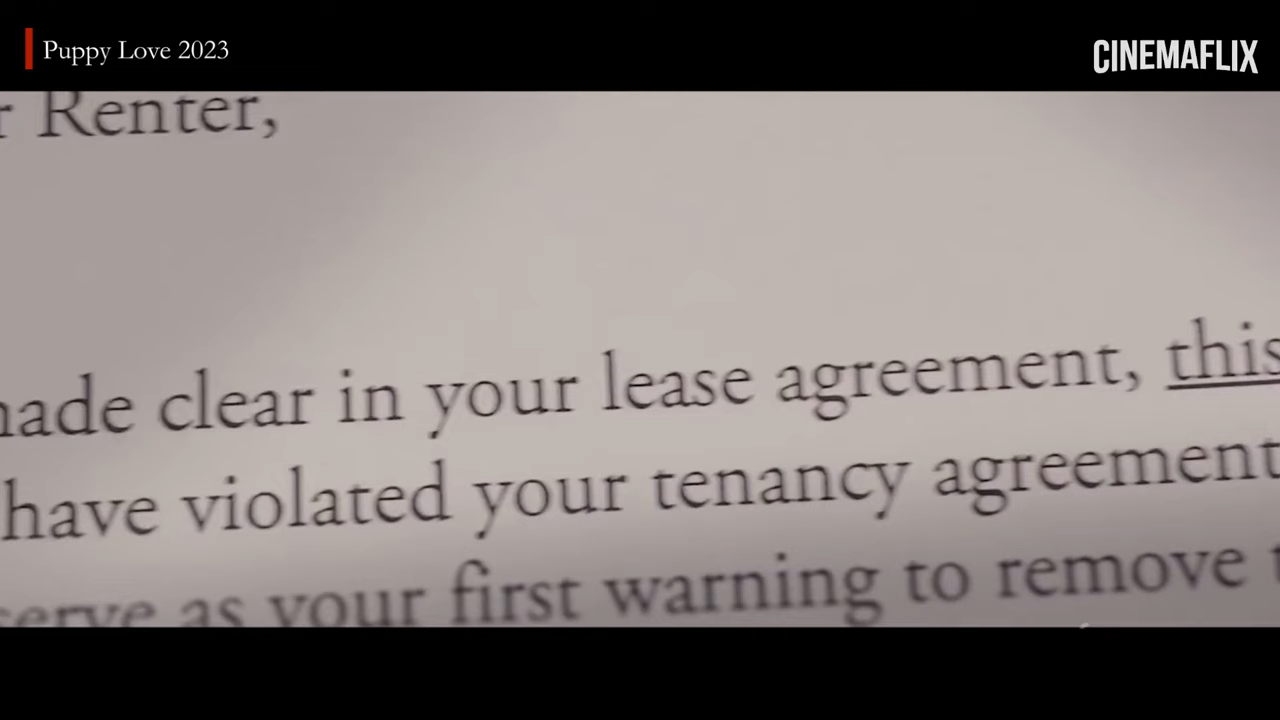 Puppy Love 2023
CINEMAFLIX
Renter,
made clear in your lease agreement, this
have violated your tenancy agreement
serve as your first warning to remove